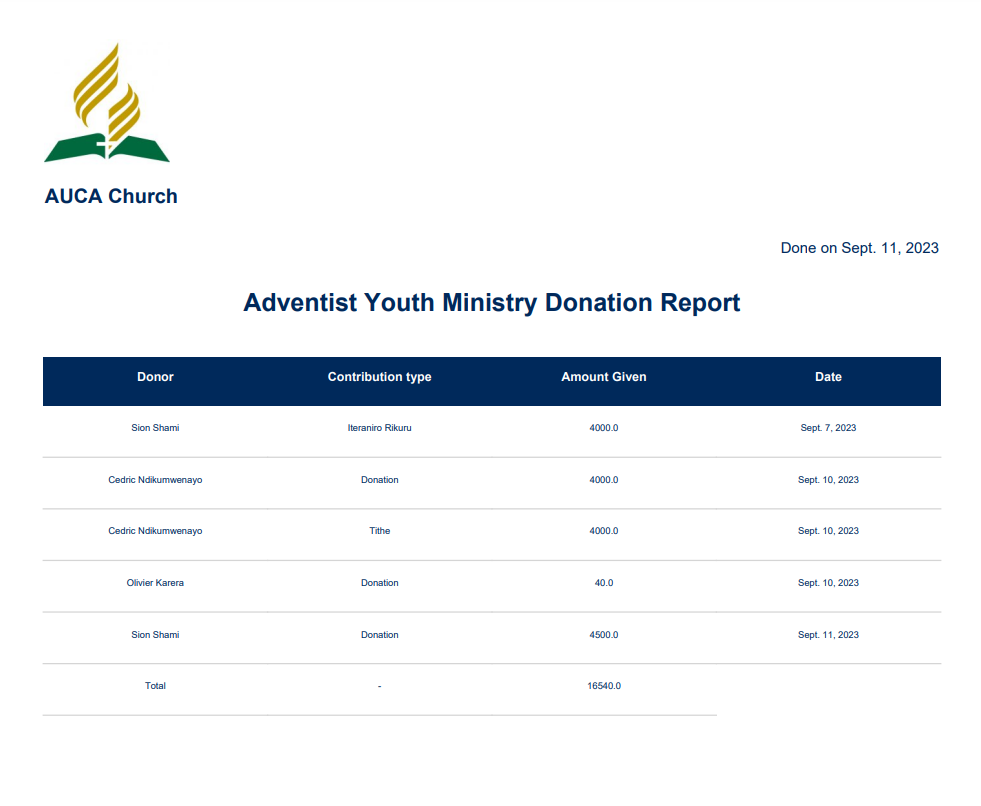 AUCA Church
Done on Sept. 11, 2023
Adventist Youth Ministry Donation Report
Donor Contribution type Amount Given Date
Sion Shami Iteraniro Rikuru 4000.0 Sept. 7, 2023
Cedric Ndikumwenayo Donation 4000.0 Sept. 10, 2023
Cedric Ndikumwenayo Tithe 4000.0 Sept. 10, 2023
Olivier Karera Donation 40.0 Sept. 10, 2023
Sion Shami Donation 4500.0 Sept. 11, 2023
Total - 16540.0